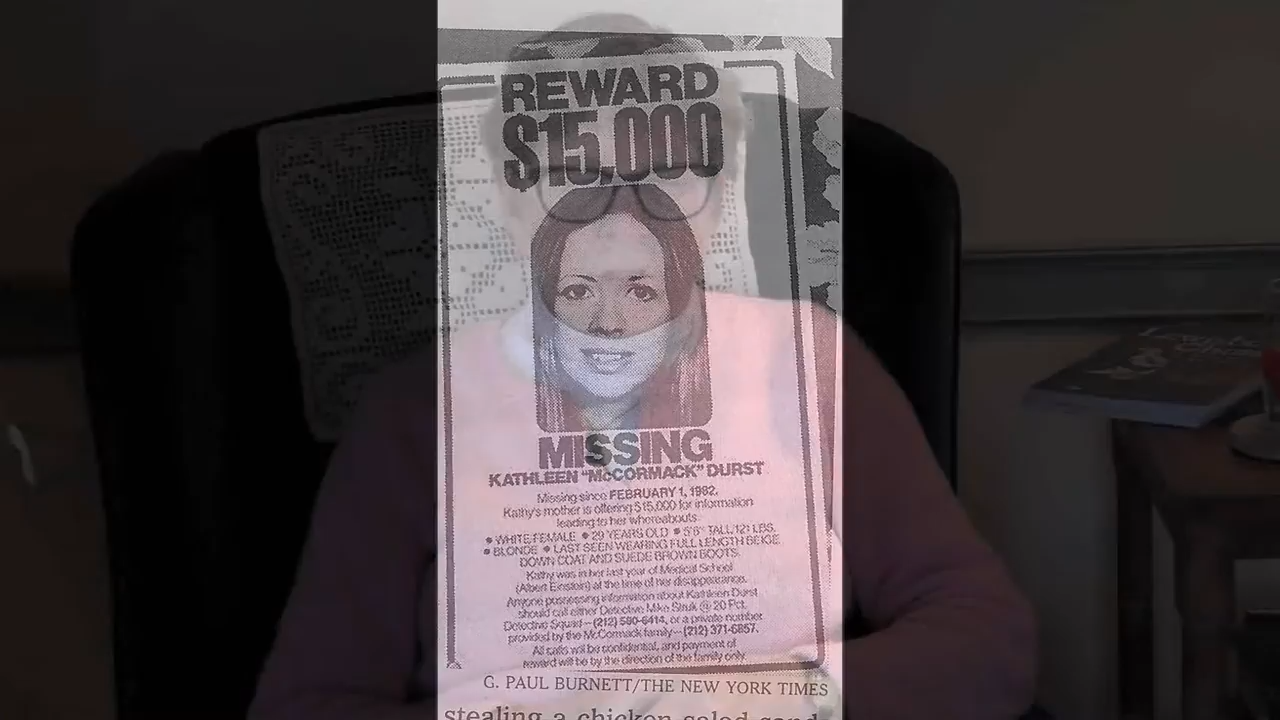 REWARD
$15,000
MISSING
KATHLEEN "McCORMACK" DURST
Missing since FEBRUARY 1, 1982.
Kathy's mother is offering $15,000 for information
leading to her whereabouts.
• WHITE FEMALE • 29 YEARS OLD • 5'6" TALL, 121 LBS.
• BLONDE • LAST SEEN WEARING FULL LENGTH BEIGE
DOWN COAT AND SUEDE BROWN BOOTS.
Kathy was in her last year of Medical School
(Albert Einstein) at the time of her disappearance.
Anyone possessing information about Kathleen Durst
should call either Detective Mike Struk @ 20 Pct.
Detective Squad — (212) 580-6414, or a private number
provided by the McCormack family — (212) 371-6857.
All calls will be confidential, and payment of
reward will be by the direction of the family only.
G. PAUL BURNETT/THE NEW YORK TIMES
stealing a chicken salad sand-